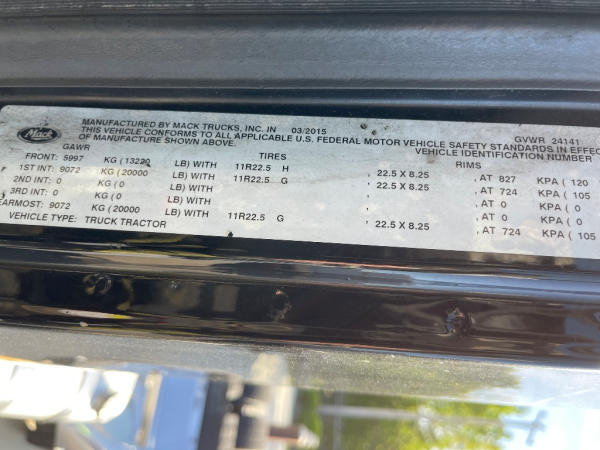 Mack
MANUFACTURED BY MACK TRUCKS, INC. IN 03/2015 GVWR 24141
THIS VEHICLE CONFORMS TO ALL APPLICABLE U.S. FEDERAL MOTOR VEHICLE SAFETY STANDARDS IN EFFEC
OF MANUFACTURE SHOWN ABOVE. VEHICLE IDENTIFICATION NUMBER
GAWR TIRES RIMS
FRONT: 5997 KG (13220 LB) WITH 11R22.5 H , 22.5 X 8.25 , AT 827 KPA ( 120
1ST INT: 9072 KG (20000 LB) WITH 11R22.5 G , 22.5 X 8.25 , AT 724 KPA ( 105
2ND INT: 0 KG (0 LB) WITH , , AT 0 KPA ( 0
3RD INT: 0 KG (0 LB) WITH , , AT 0 KPA ( 0
EARMOST: 9072 KG (20000 LB) WITH 11R22.5 G , 22.5 X 8.25 , AT 724 KPA ( 105
VEHICLE TYPE: TRUCK TRACTOR